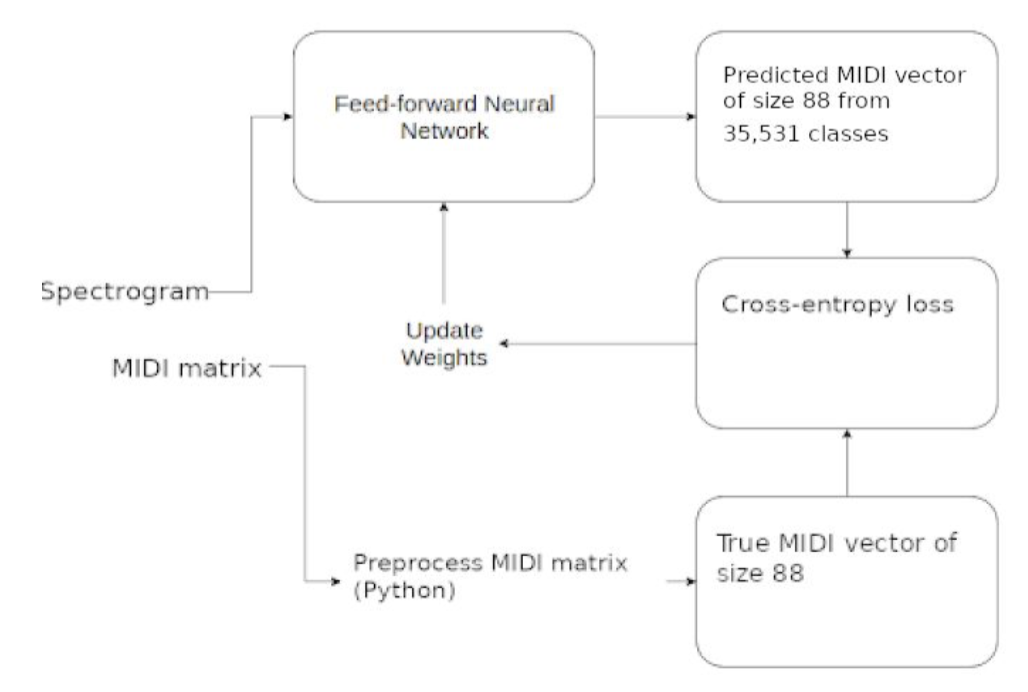 Feed-forward Neural
Network
Predicted MIDI vector
of size 88 from
35,531 classes
Spectrogram
Cross-entropy loss
Update
Weights
MIDI matrix
Preprocess MIDI matrix
(Python)
True MIDI vector of
size 88